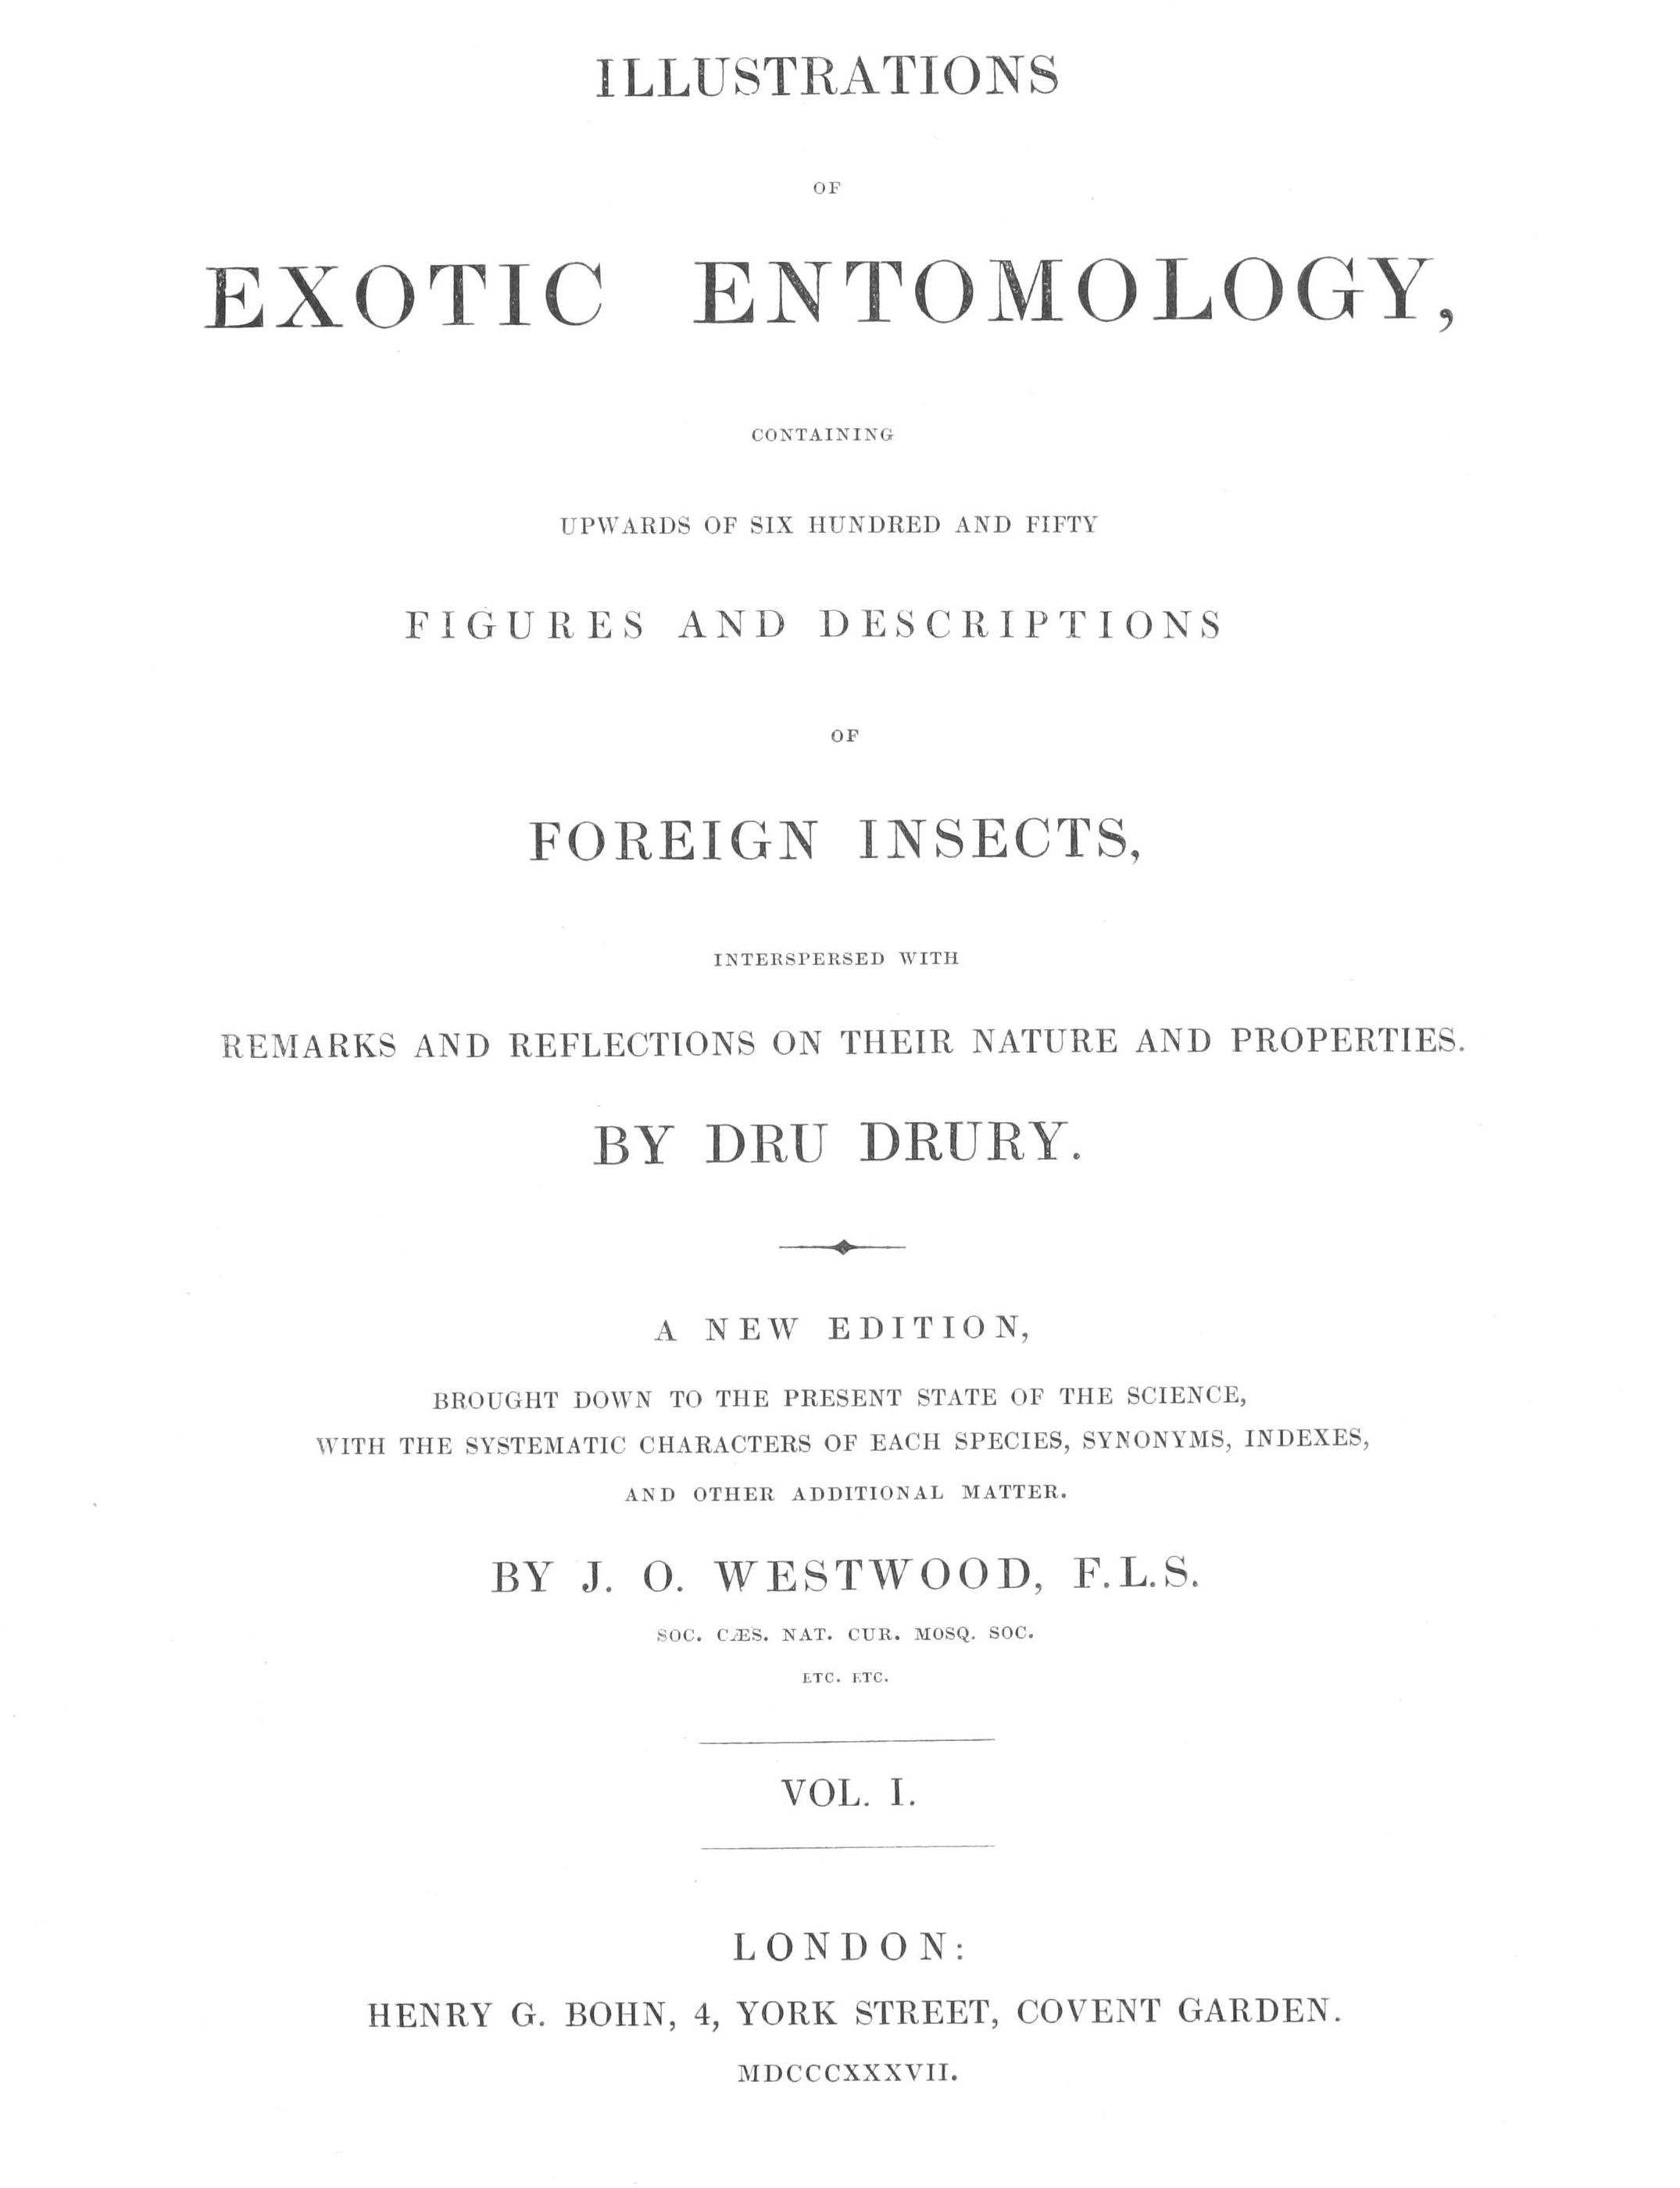 ILLUSTRATIONS
OF
EXOTIC ENTOMOLOGY,
CONTAINING
UPWARDS OF SIX HUNDRED AND FIFTY
FIGURES AND DESCRIPTIONS
OF
FOREIGN INSECTS,
INTERSPERSED WITH
REMARKS AND REFLECTIONS ON THEIR NATURE AND PROPERTIES.
BY DRU DRURY.
A NEW EDITION,
BROUGHT DOWN TO THE PRESENT STATE OF THE SCIENCE,
WITH THE SYSTEMATIC CHARACTERS OF EACH SPECIES, SYNONYMS, INDEXES,
AND OTHER ADDITIONAL MATTER.
BY J. O. WESTWOOD, F.L.S.
SOC. CÆS. NAT. CUR. MOSQ. SOC.
ETC. ETC.
VOL. I.
LONDON:
HENRY G. BOHN, 4, YORK STREET, COVENT GARDEN.
MDCCCXXXVII.